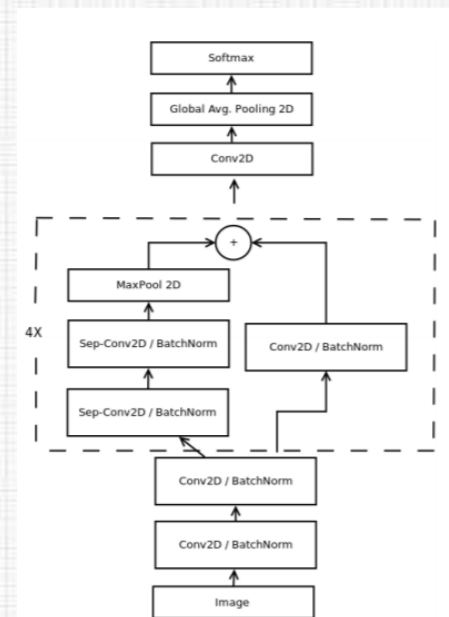 Softmax
Global Avg. Pooling 2D
Conv2D
+
MaxPool 2D
4X
Sep-Conv2D / BatchNorm
Conv2D / BatchNorm
Sep-Conv2D / BatchNorm
Conv2D / BatchNorm
Conv2D / BatchNorm
Image